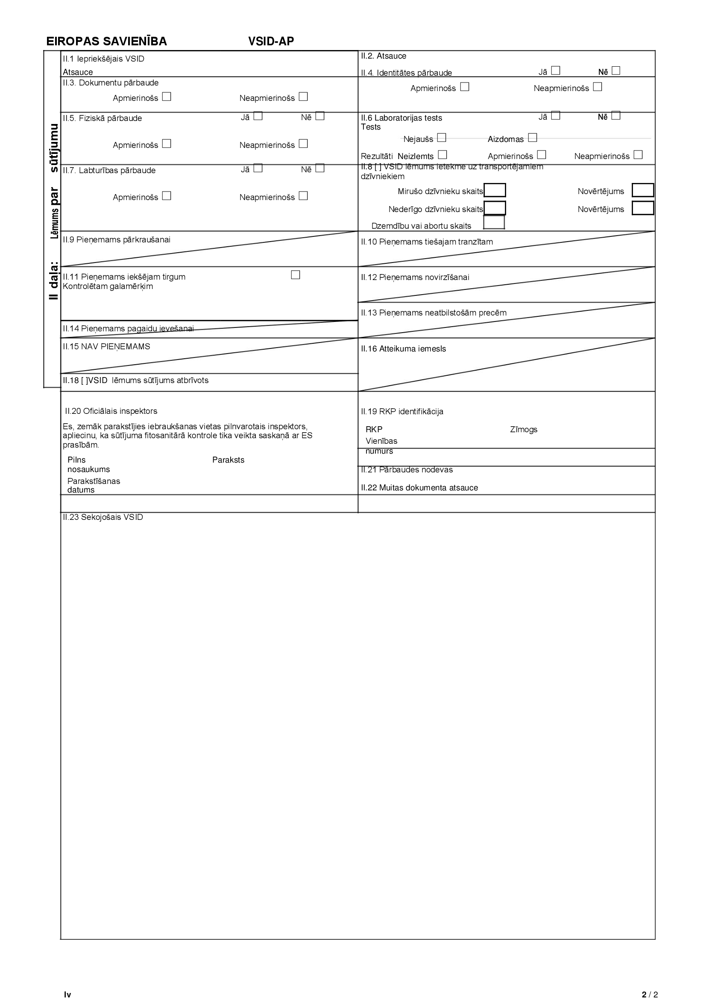 EIROPAS SAVIENĪBA VSID-AP
II daļa: Lēmums par sūtījumu
II.1 Iepriekšējais VSID
Atsauce
II.2. Atsauce
II.3. Dokumentu pārbaude
Apmierinošs Neapmierinošs
II.4. Identitātes pārbaude Jā Nē
Apmierinošs Neapmierinošs
II.5. Fiziskā pārbaude Jā Nē
Apmierinošs Neapmierinošs
II.6 Laboratorijas tests Jā Nē
Tests
Nejaušs Aizdomas
Rezultāti Neizlemts Apmierinošs Neapmierinošs
II.7. Labturības pārbaude Jā Nē
Apmierinošs Neapmierinošs
II.8 [ ] VSID lēmums ietekme uz transportējamiem
dzīvniekiem
Mirušo dzīvnieku skaits Novērtējums
Nederīgo dzīvnieku skaits Novērtējums
Dzemdību vai abortu skaits
II.9 Pieņemams pārkraušanai
II.10 Pieņemams tiešajam tranzītam
II.11 Pieņemams iekšējam tirgum
Kontrolētam galamērķim
II.12 Pieņemams novirzīšanai
II.13 Pieņemams neatbilstošām precēm
II.14 Pieņemams pagaidu ievešanai
II.15 NAV PIEŅEMAMS
II.16 Atteikuma iemesls
II.18 [ ]VSID lēmums sūtījums atbrīvots
II.20 Oficiālais inspektors
Es, zemāk parakstījies iebraukšanas vietas pilnvarotais inspektors,
apliecinu, ka sūtījuma fitosanitārā kontrole tika veikta saskaņā ar ES
prasībām.
Pilns Paraksts
nosaukums
Parakstīšanas
datums
II.19 RKP identifikācija
RKP Zīmogs
Vienības
numurs
II.21 Pārbaudes nodevas
II.22 Muitas dokumenta atsauce
II.23 Sekojošais VSID
lv 2 / 2